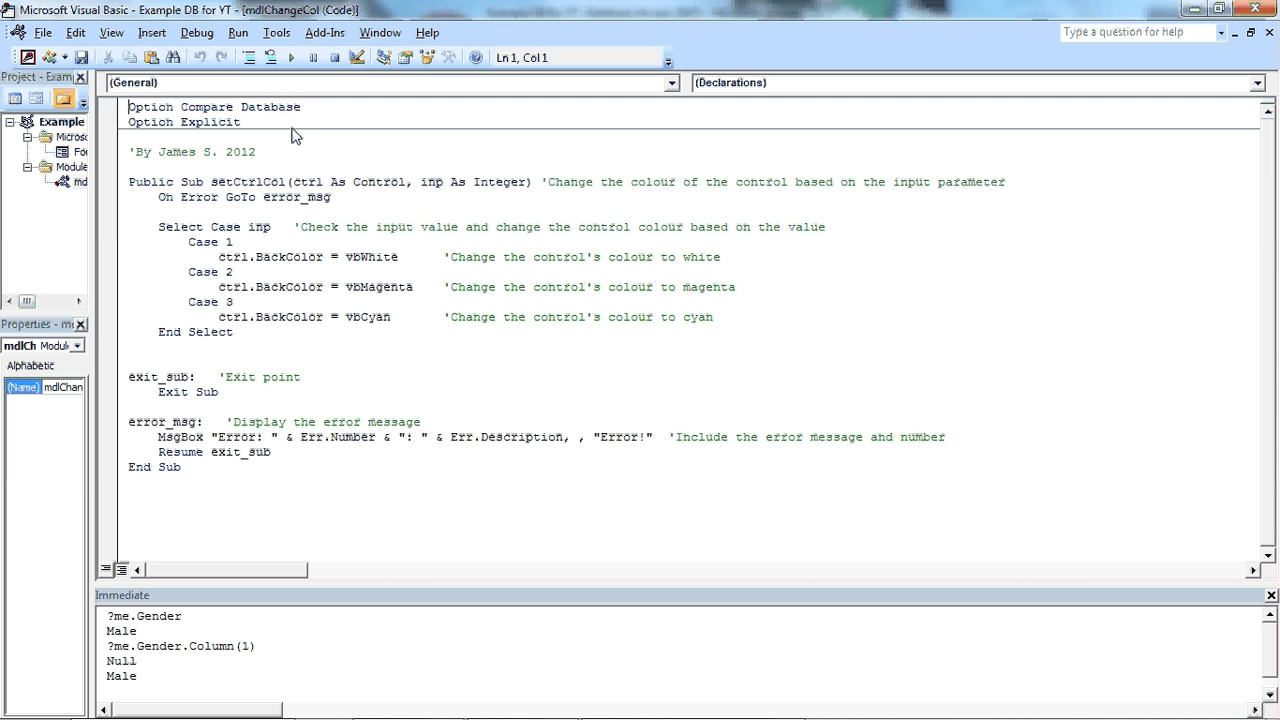 Microsoft Visual Basic - Example DB for YT - [mdlChangeCol (Code)]
File Edit View Insert Debug Run Tools Add-Ins Window Help
Type a question for help
Ln 1, Col 1
Project - Exam
(General)
(Declarations)
Example
Microso
For
Module
md
Properties - m
mdlCh Modul
Alphabetic
(Name) mdlChan
Option Compare Database
Option Explicit
'By James S. 2012
Public Sub setCtrlCol(ctrl As Control, inp As Integer) 'Change the colour of the control based on the input parameter
On Error GoTo error_msg
Select Case inp 'Check the input value and change the control colour based on the value
Case 1
ctrl.BackColor = vbWhite 'Change the control's colour to white
Case 2
ctrl.BackColor = vbMagenta 'Change the control's colour to magenta
Case 3
ctrl.BackColor = vbCyan 'Change the control's colour to cyan
End Select
exit_sub: 'Exit point
Exit Sub
error_msg: 'Display the error message
MsgBox "Error: " & Err.Number & ": " & Err.Description, , "Error!" 'Include the error message and number
Resume exit_sub
End Sub
Immediate
?me.Gender
Male
?me.Gender.Column(1)
Null
Male